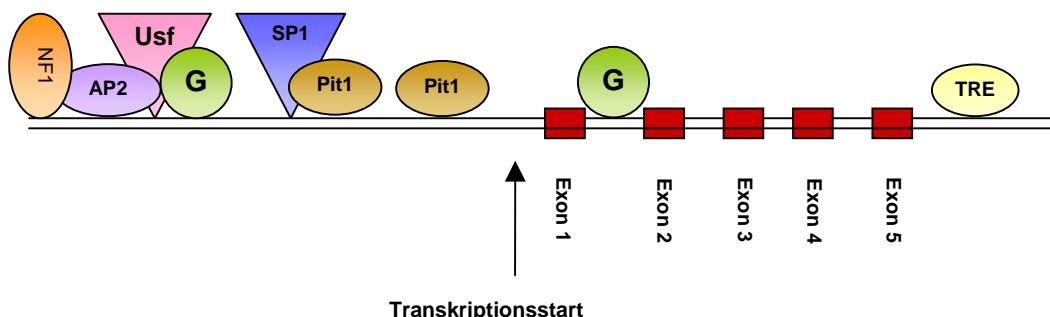 NF1
AP2
Usf
G
SP1
Pit1
Pit1
G
TRE
Exon 1
Exon 2
Exon 3
Exon 4
Exon 5
Transkriptionsstart